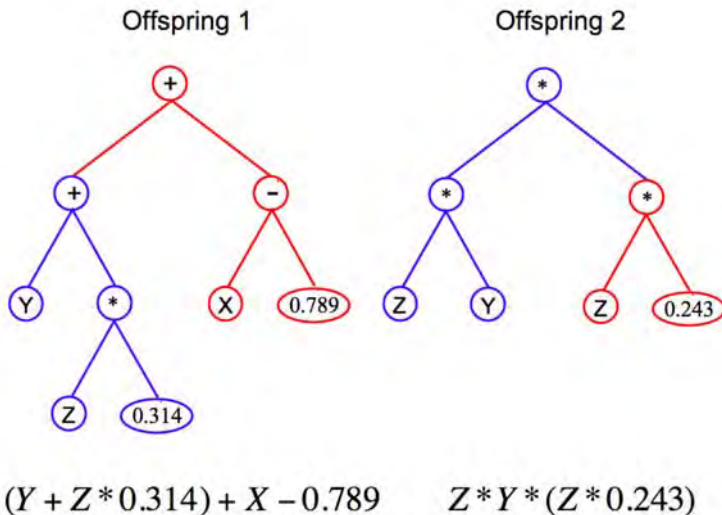 Offspring 1 Offspring 2
+ *
+ - * *
Y * X 0.789 Z Y Z 0.243
Z 0.314
(Y + Z * 0.314) + X - 0.789 Z * Y * (Z * 0.243)